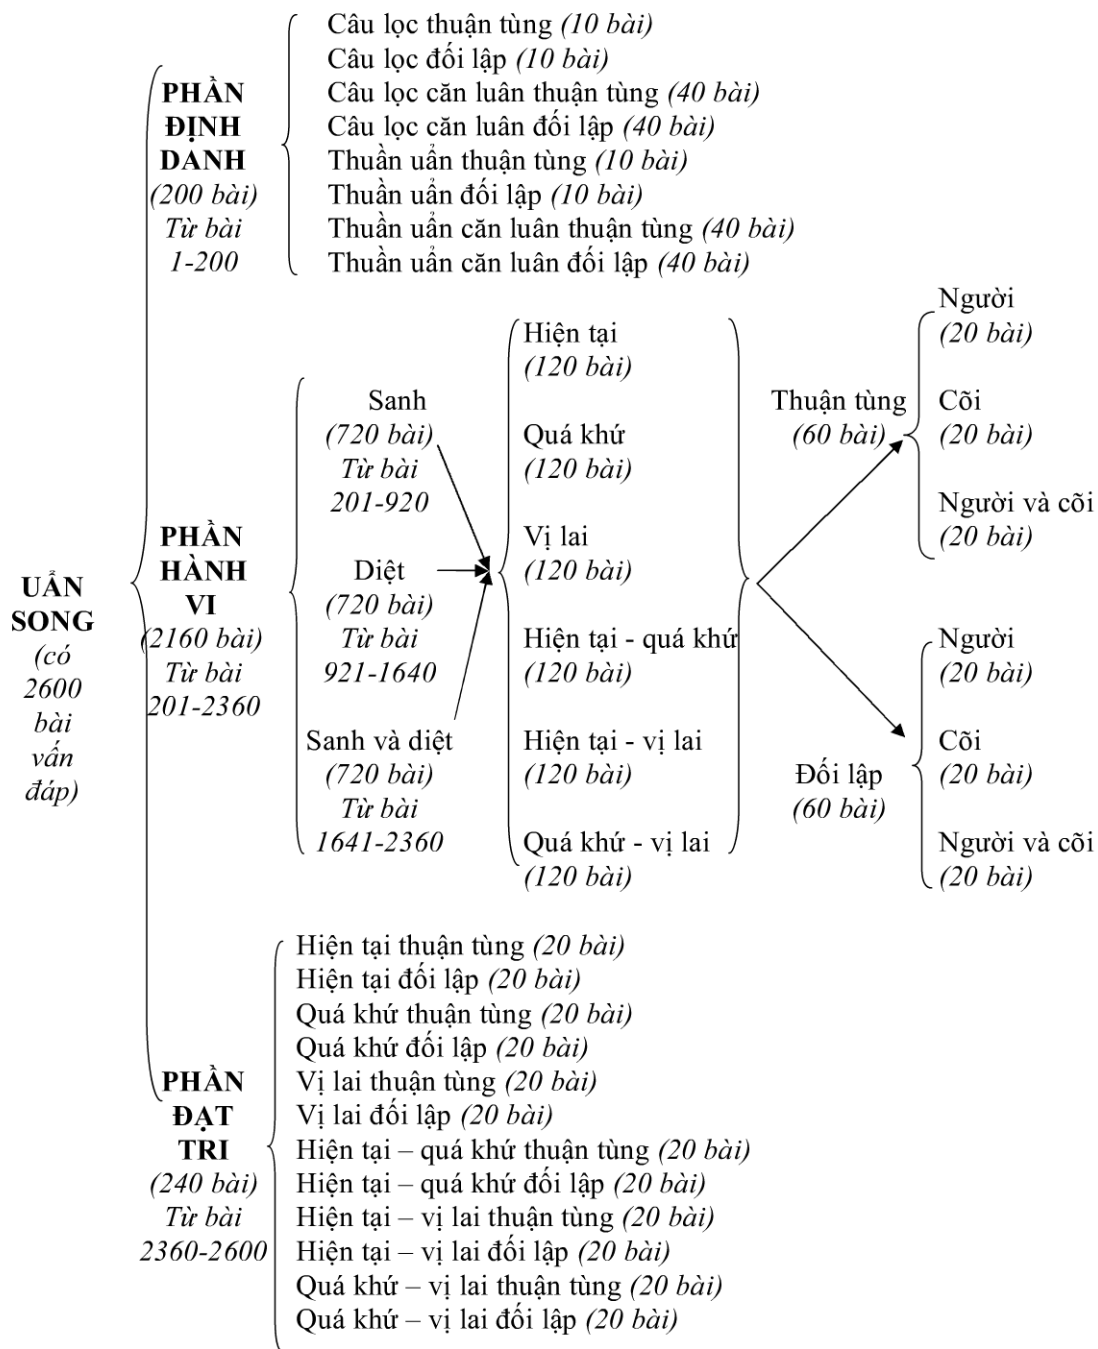 UẨN
SONG
(có
2600
bài
vấn
đáp)
PHẦN
ĐỊNH
DANH
(200 bài)
Từ bài
1-200
Câu lọc thuận tùng (10 bài)
Câu lọc đối lập (10 bài)
Câu lọc căn luân thuận tùng (40 bài)
Câu lọc căn luân đối lập (40 bài)
Thuần uẩn thuận tùng (10 bài)
Thuần uẩn đối lập (10 bài)
Thuần uẩn căn luân thuận tùng (40 bài)
Thuần uẩn căn luân đối lập (40 bài)
PHẦN
HÀNH
VI
(2160 bài)
Từ bài
201-2360
Sanh
(720 bài)
Từ bài
201-920
Diệt
(720 bài)
Từ bài
921-1640
Sanh và diệt
(720 bài)
Từ bài
1641-2360
Hiện tại
(120 bài)
Quá khứ
(120 bài)
Vị lai
(120 bài)
Hiện tại - quá khứ
(120 bài)
Hiện tại - vị lai
(120 bài)
Quá khứ - vị lai
(120 bài)
Thuận tùng
(60 bài)
Người
(20 bài)
Cõi
(20 bài)
Người và cõi
(20 bài)
Đối lập
(60 bài)
Người
(20 bài)
Cõi
(20 bài)
Người và cõi
(20 bài)
PHẦN
ĐẠT
TRI
(240 bài)
Từ bài
2360-2600
Hiện tại thuận tùng (20 bài)
Hiện tại đối lập (20 bài)
Quá khứ thuận tùng (20 bài)
Quá khứ đối lập (20 bài)
Vị lai thuận tùng (20 bài)
Vị lai đối lập (20 bài)
Hiện tại – quá khứ thuận tùng (20 bài)
Hiện tại – quá khứ đối lập (20 bài)
Hiện tại – vị lai thuận tùng (20 bài)
Hiện tại – vị lai đối lập (20 bài)
Quá khứ – vị lai thuận tùng (20 bài)
Quá khứ – vị lai đối lập (20 bài)